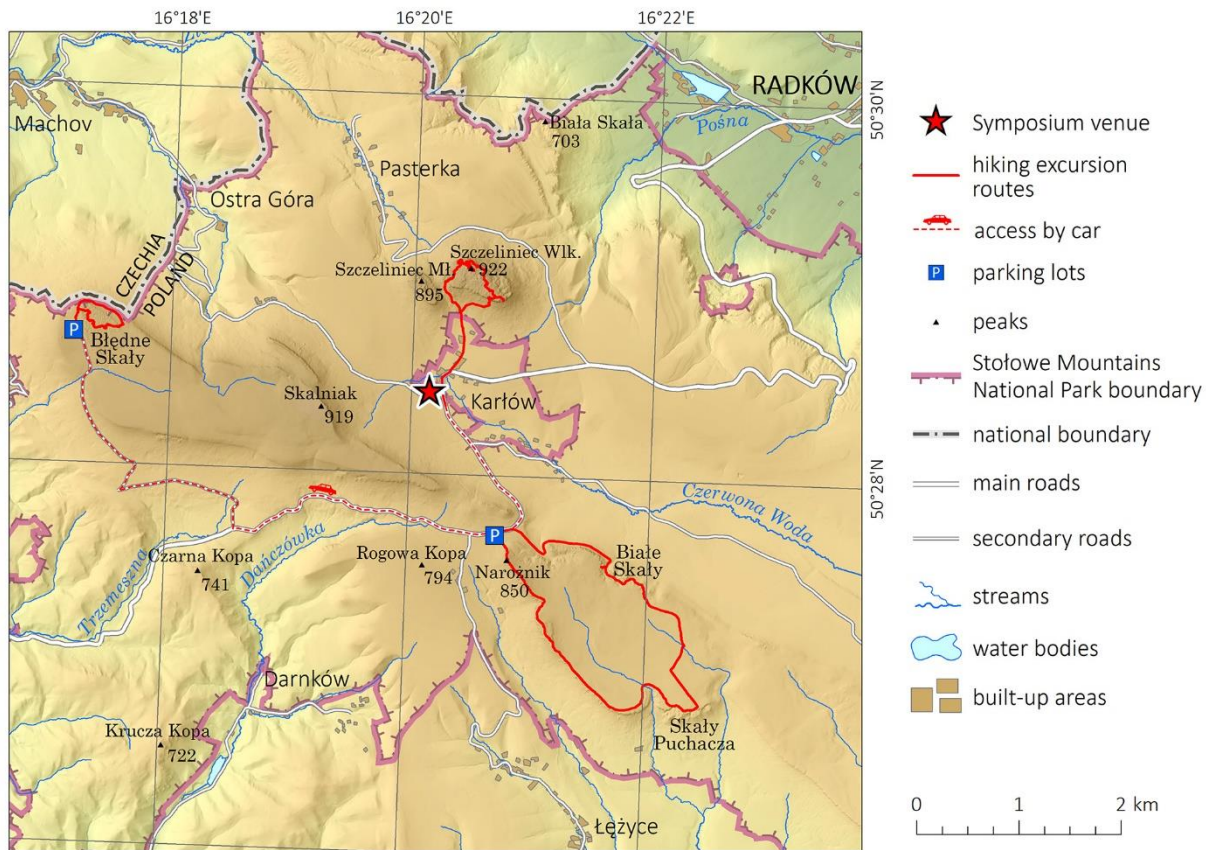 16°18'E
16°20'E
16°22'E
RADKÓW
50°30'N
Machov
Pośna
Biała Skała
703
Pasterka
Ostra Góra
CZECHIA
POLAND
Szczeliniec Wlk.
922
Szczeliniec Mł.
895
P
Błędne
Skały
Skalniak
919
Karłów
50°28'N
Czerwona Woda
Trzemeszna
Czarna Kopa
741
Dańczówka
Rogowa Kopa
794
P
Narożnik
850
Białe
Skały
Darnków
Krucza Kopa
722
Skały
Puchacza
Łężyce
Symposium venue
hiking excursion
routes
access by car
P
parking lots
peaks
Stołowe Mountains
National Park boundary
national boundary
main roads
secondary roads
streams
water bodies
built-up areas
0
1
2 km